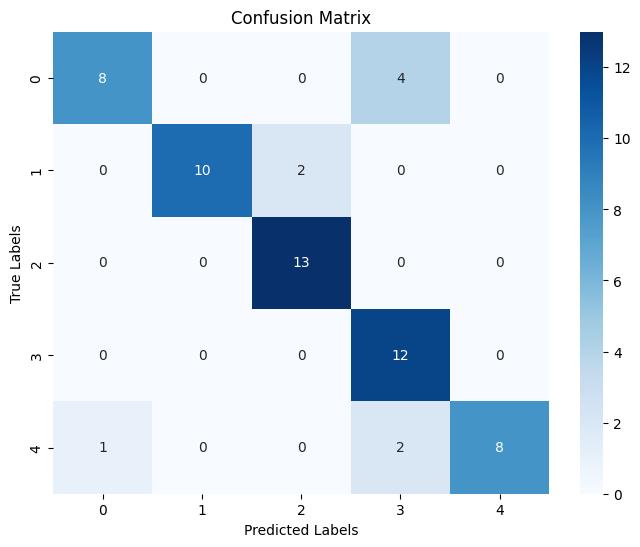 Confusion Matrix
0 8 0 0 4 0 12
1 0 10 2 0 0 10
8
2 0 0 13 0 0
6
3 0 0 0 12 0 4
2
4 1 0 0 2 8
0
0 1 2 3 4
True Labels
Predicted Labels